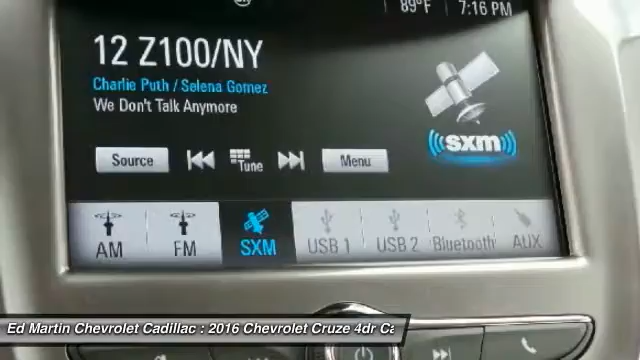 89°F 7:16 PM
12 Z100/NY
Charlie Puth / Selena Gomez
We Don't Talk Anymore
sxm
Source Tune Menu
AM FM SXM USB 1 USB 2 Bluetooth AUX
Ed Martin Chevrolet Cadillac : 2016 Chevrolet Cruze 4dr Ca